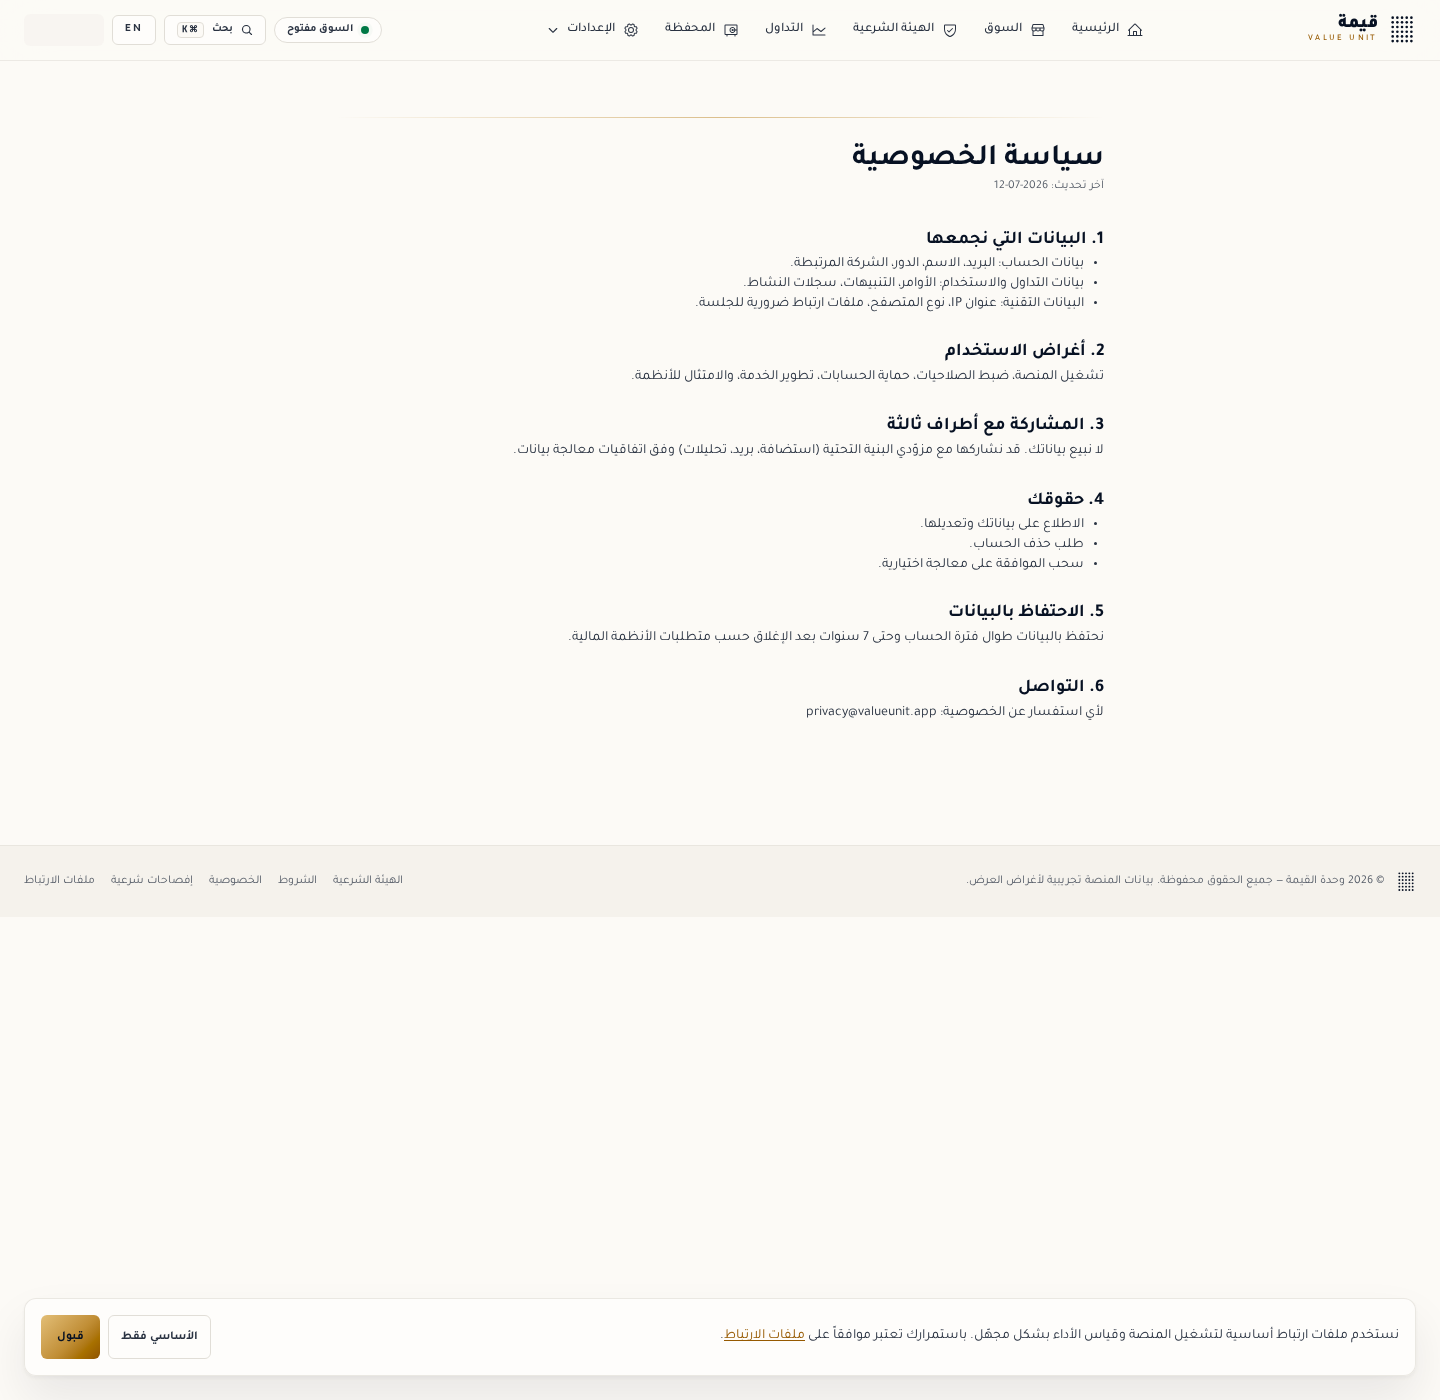 قيمة
VALUE UNIT
الرئيسية
السوق
الهيئة الشرعية
التداول
المحفظة
الإعدادات
السوق مفتوح
بحث
⌘K
EN
سياسة الخصوصية
آخر تحديث: 2026-07-12
1. البيانات التي نجمعها
• بيانات الحساب: البريد، الاسم، الدور، الشركة المرتبطة.
• بيانات التداول والاستخدام: الأوامر، التنبيهات، سجلات النشاط.
• البيانات التقنية: عنوان IP، نوع المتصفح، ملفات ارتباط ضرورية للجلسة.
2. أغراض الاستخدام
تشغيل المنصة، ضبط الصلاحيات، حماية الحسابات، تطوير الخدمة، والامتثال للأنظمة.
3. المشاركة مع أطراف ثالثة
لا نبيع بياناتك. قد نشاركها مع مزوّدي البنية التحتية (استضافة، بريد، تحليلات) وفق اتفاقيات معالجة بيانات.
4. حقوقك
• الاطلاع على بياناتك وتعديلها.
• طلب حذف الحساب.
• سحب الموافقة على معالجة اختيارية.
5. الاحتفاظ بالبيانات
نحتفظ بالبيانات طوال فترة الحساب وحتى 7 سنوات بعد الإغلاق حسب متطلبات الأنظمة المالية.
6. التواصل
لأي استفسار عن الخصوصية: privacy@valueunit.app
© 2026 وحدة القيمة — جميع الحقوق محفوظة. بيانات المنصة تجريبية لأغراض العرض.
الهيئة الشرعية
الشروط
الخصوصية
إفصاحات شرعية
ملفات الارتباط
نستخدم ملفات ارتباط أساسية لتشغيل المنصة وقياس الأداء بشكل مجهّل. باستمرارك تعتبر موافقاً على ملفات الارتباط.
الأساسي فقط
قبول